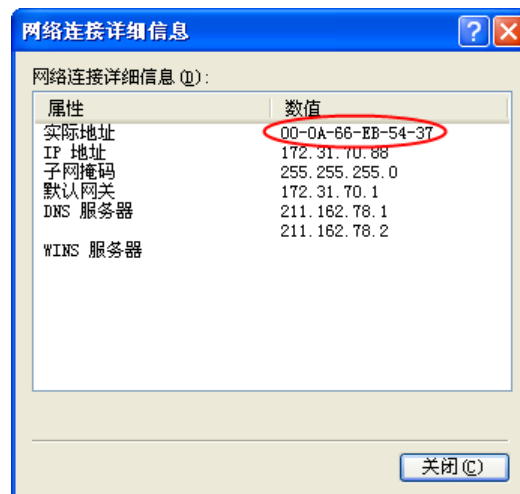 网络连接详细信息
网络连接详细信息(D):
属性 数值
实际地址 00-0A-66-EB-54-37
IP 地址 172.31.70.88
子网掩码 255.255.255.0
默认网关 172.31.70.1
DNS 服务器 211.162.78.1
211.162.78.2
WINS 服务器
关闭(C)